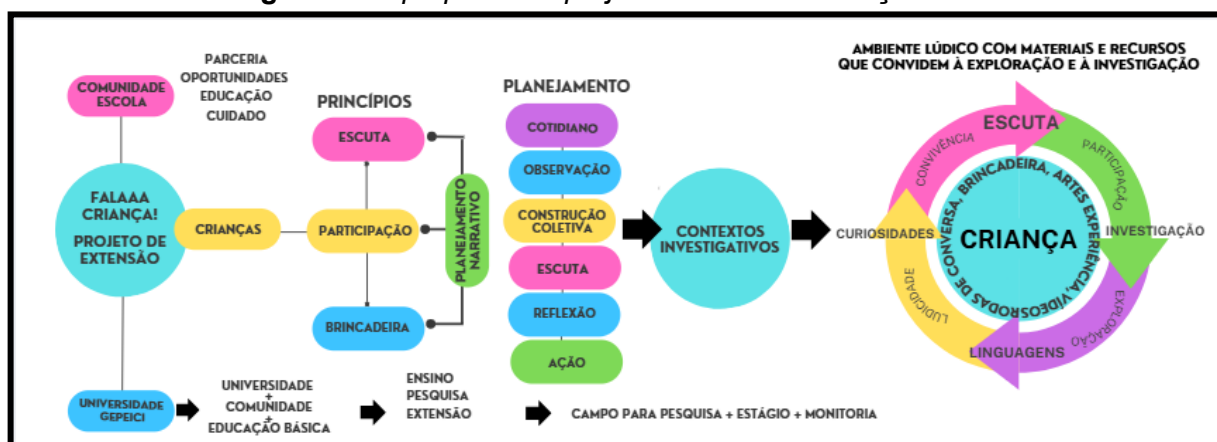 COMUNIDADE
ESCOLA
PARCERIA
OPORTUNIDADES
EDUCAÇÃO
CUIDADO
FALAAA
CRIANÇA!
PROJETO DE
EXTENSÃO
CRIANÇAS
UNIVERSIDADE
GEPEICI
PRINCÍPIOS
ESCUTA
PARTICIPAÇÃO
BRINCADEIRA
PLANEJAMENTO
NARRATIVO
PLANEJAMENTO
COTIDIANO
OBSERVAÇÃO
CONSTRUÇÃO
COLETIVA
ESCUTA
REFLEXÃO
AÇÃO
CONTEXTOS
INVESTIGATIVOS
AMBIENTE LÚDICO COM MATERIAIS E RECURSOS
QUE CONVIDEM À EXPLORAÇÃO E À INVESTIGAÇÃO
ESCUTA
PARTICIPAÇÃO
INVESTIGAÇÃO
EXPLORAÇÃO
LINGUAGENS
LUDICIDADE
CURIOSIDADES
CONVIVÊNCIA
RODAS DE CONVERSA, BRINCADEIRA, ARTES EXPERIÊNCIA, VÍDEOS
CRIANÇA
UNIVERSIDADE
+
COMUNIDADE
+
EDUCAÇÃO BÁSICA
ENSINO
PESQUISA
EXTENSÃO
CAMPO PARA PESQUISA + ESTÁGIO + MONITORIA